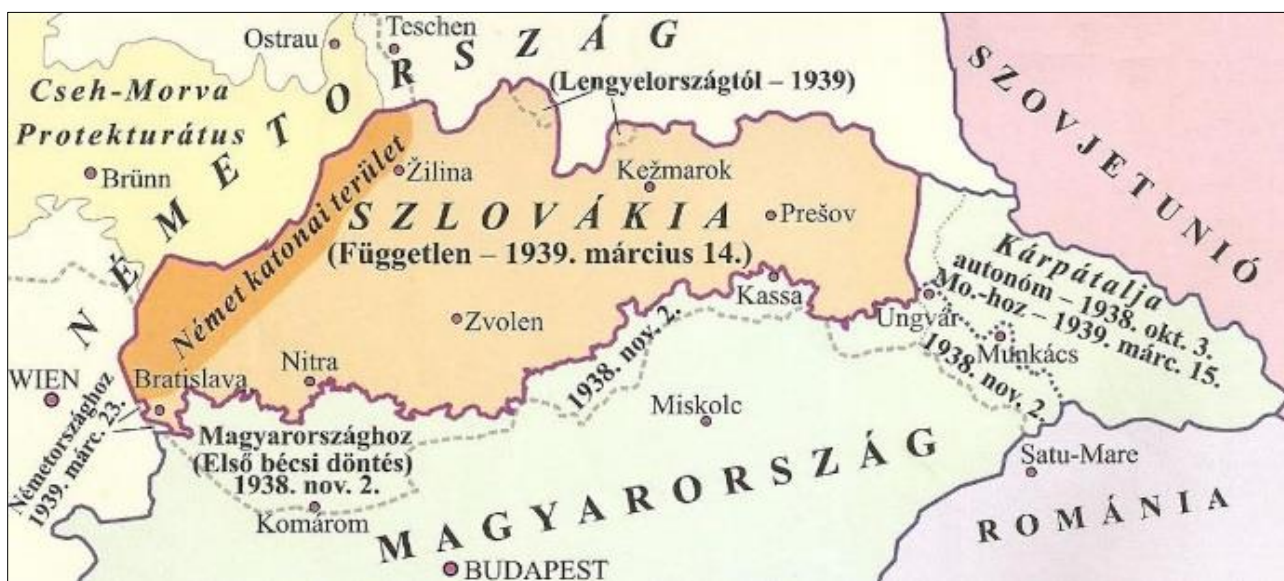 Ostrau
Teschen
NÉMETORSZÁG
(Lengyelországtól – 1939)
Cseh-Morva
Protekturátus
Brünn
SZOVJETUNIÓ
Német katonai terület
Žilina
Kežmarok
SZLOVÁKIA
Prešov
(Független – 1939. március 14.)
Kárpátalja
autonóm – 1938. okt. 3.
Mo.-hoz – 1939. márc. 15.
Kassa
Ungvár
Zvolen
Munkács
1938. nov. 2.
1938. nov. 2.
Nitra
WIEN
Bratislava
Németországhoz
1939. márc. 23.
Magyarországhoz
(Első bécsi döntés)
1938. nov. 2.
Miskolc
Satu-Mare
Komárom
MAGYARORSZÁG
ROMÁNIA
BUDAPEST